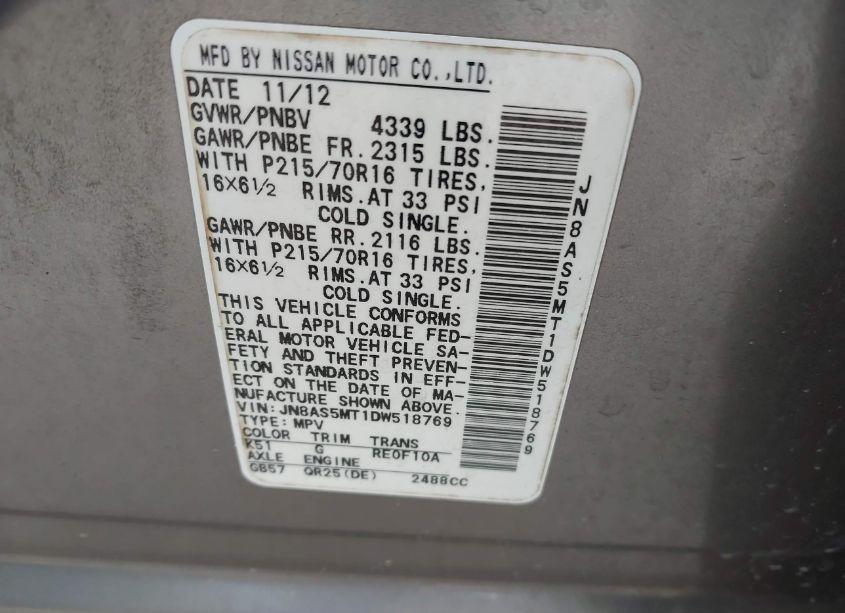 MFD BY NISSAN MOTOR CO.,LTD.
DATE 11/12
GVWR/PNBV 4339 LBS.
GAWR/PNBE FR. 2315 LBS.
WITH P215/70R16 TIRES,
16X6½ RIMS.AT 33 PSI
COLD SINGLE.
GAWR/PNBE RR. 2116 LBS.
WITH P215/70R16 TIRES,
16X6½ RIMS.AT 33 PSI
COLD SINGLE.
THIS VEHICLE CONFORMS
TO ALL APPLICABLE FED-
ERAL MOTOR VEHICLE SA-
FETY AND THEFT PREVEN-
TION STANDARDS IN EFF-
ECT ON THE DATE OF MA-
NUFACTURE SHOWN ABOVE.
VIN: JN8AS5MT1DW518769
TYPE: MPV
COLOR TRIM TRANS
K51 G RE0F10A
AXLE ENGINE
GB57 QR25(DE) 2488CC
JN8AS5MT1DW518769